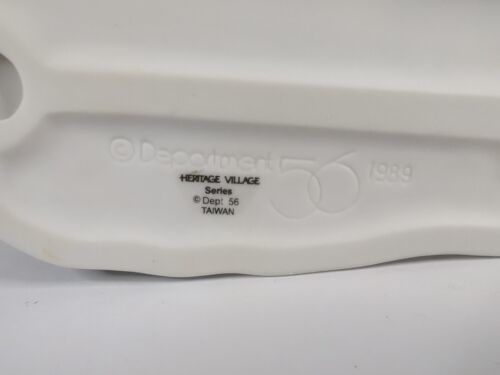 © Department 56 1989
HERITAGE VILLAGE
Series
© Dept 56
TAIWAN